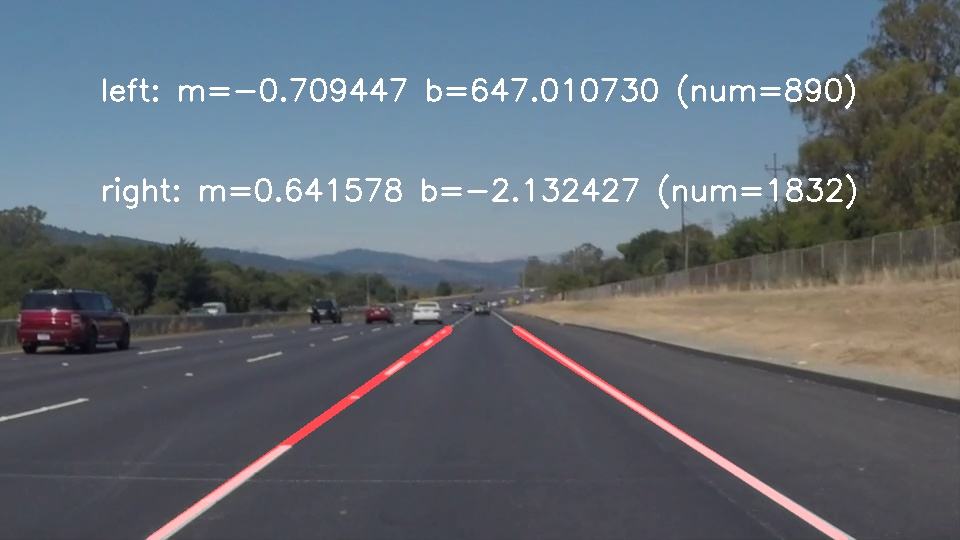 left: m=-0.709447 b=647.010730 (num=890)
right: m=0.641578 b=-2.132427 (num=1832)